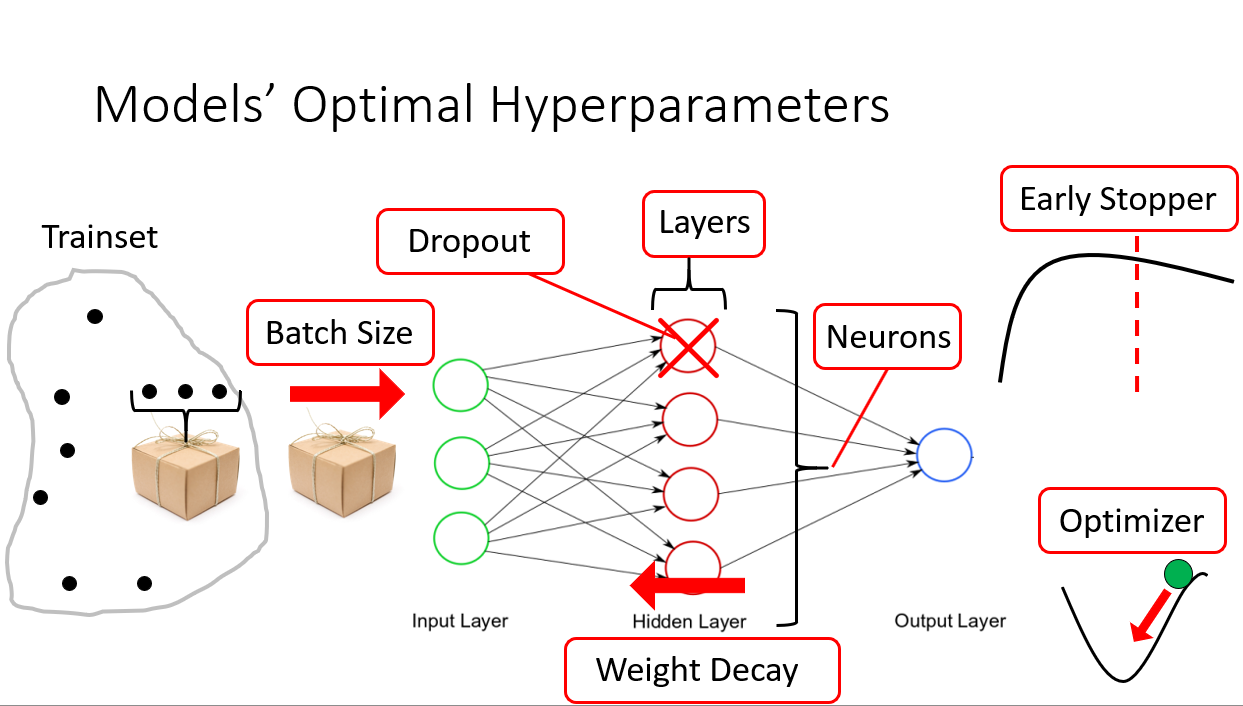 Models’ Optimal Hyperparameters
Early Stopper
Layers
Dropout
Trainset
Batch Size
Neurons
Optimizer
Input Layer
Hidden Layer
Output Layer
Weight Decay